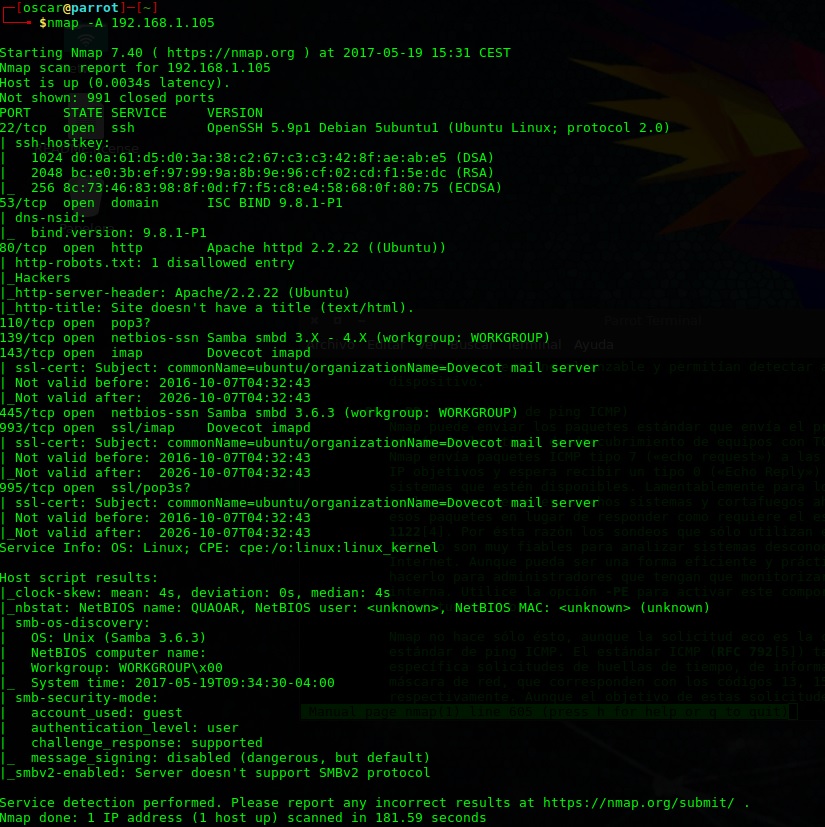 ┌─[oscar@parrot]─[~]
└──╼ $nmap -A 192.168.1.105

Starting Nmap 7.40 ( https://nmap.org ) at 2017-05-19 15:31 CEST
Nmap scan report for 192.168.1.105
Host is up (0.0034s latency).
Not shown: 991 closed ports
PORT    STATE SERVICE     VERSION
22/tcp  open  ssh         OpenSSH 5.9p1 Debian 5ubuntu1 (Ubuntu Linux; protocol 2.0)
| ssh-hostkey:
|   1024 d0:0a:61:d5:d0:3a:38:c2:67:c3:c3:42:8f:ae:ab:e5 (DSA)
|   2048 bc:e0:3b:ef:97:99:9a:8b:9e:96:cf:02:cd:f1:5e:dc (RSA)
|_  256 8c:73:46:83:98:8f:0d:f7:f5:c8:e4:58:68:0f:80:75 (ECDSA)
53/tcp  open  domain      ISC BIND 9.8.1-P1
| dns-nsid:
|_  bind.version: 9.8.1-P1
80/tcp  open  http        Apache httpd 2.2.22 ((Ubuntu))
| http-robots.txt: 1 disallowed entry
|_Hackers
|_http-server-header: Apache/2.2.22 (Ubuntu)
|_http-title: Site doesn't have a title (text/html).
110/tcp open  pop3?
139/tcp open  netbios-ssn Samba smbd 3.X - 4.X (workgroup: WORKGROUP)
143/tcp open  imap        Dovecot imapd
| ssl-cert: Subject: commonName=ubuntu/organizationName=Dovecot mail server
| Not valid before: 2016-10-07T04:32:43
|_Not valid after:  2026-10-07T04:32:43
445/tcp open  netbios-ssn Samba smbd 3.6.3 (workgroup: WORKGROUP)
993/tcp open  ssl/imap    Dovecot imapd
| ssl-cert: Subject: commonName=ubuntu/organizationName=Dovecot mail server
| Not valid before: 2016-10-07T04:32:43
|_Not valid after:  2026-10-07T04:32:43
995/tcp open  ssl/pop3s?
| ssl-cert: Subject: commonName=ubuntu/organizationName=Dovecot mail server
| Not valid before: 2016-10-07T04:32:43
|_Not valid after:  2026-10-07T04:32:43
Service Info: OS: Linux; CPE: cpe:/o:linux:linux_kernel

Host script results:
|_clock-skew: mean: 4s, deviation: 0s, median: 4s
|_nbstat: NetBIOS name: QUAOAR, NetBIOS user: <unknown>, NetBIOS MAC: <unknown> (unknown)
| smb-os-discovery:
|   OS: Unix (Samba 3.6.3)
|   NetBIOS computer name:
|   Workgroup: WORKGROUP\x00
|_  System time: 2017-05-19T09:34:30-04:00
| smb-security-mode:
|   account_used: guest
|   authentication_level: user
|   challenge_response: supported
|_  message_signing: disabled (dangerous, but default)
|_smbv2-enabled: Server doesn't support SMBv2 protocol

Service detection performed. Please report any incorrect results at https://nmap.org/submit/ .
Nmap done: 1 IP address (1 host up) scanned in 181.59 seconds
Parrot Terminal
Terminal Ayuda
Manual page nmap(1) line 605 (press h for help or q to quit)